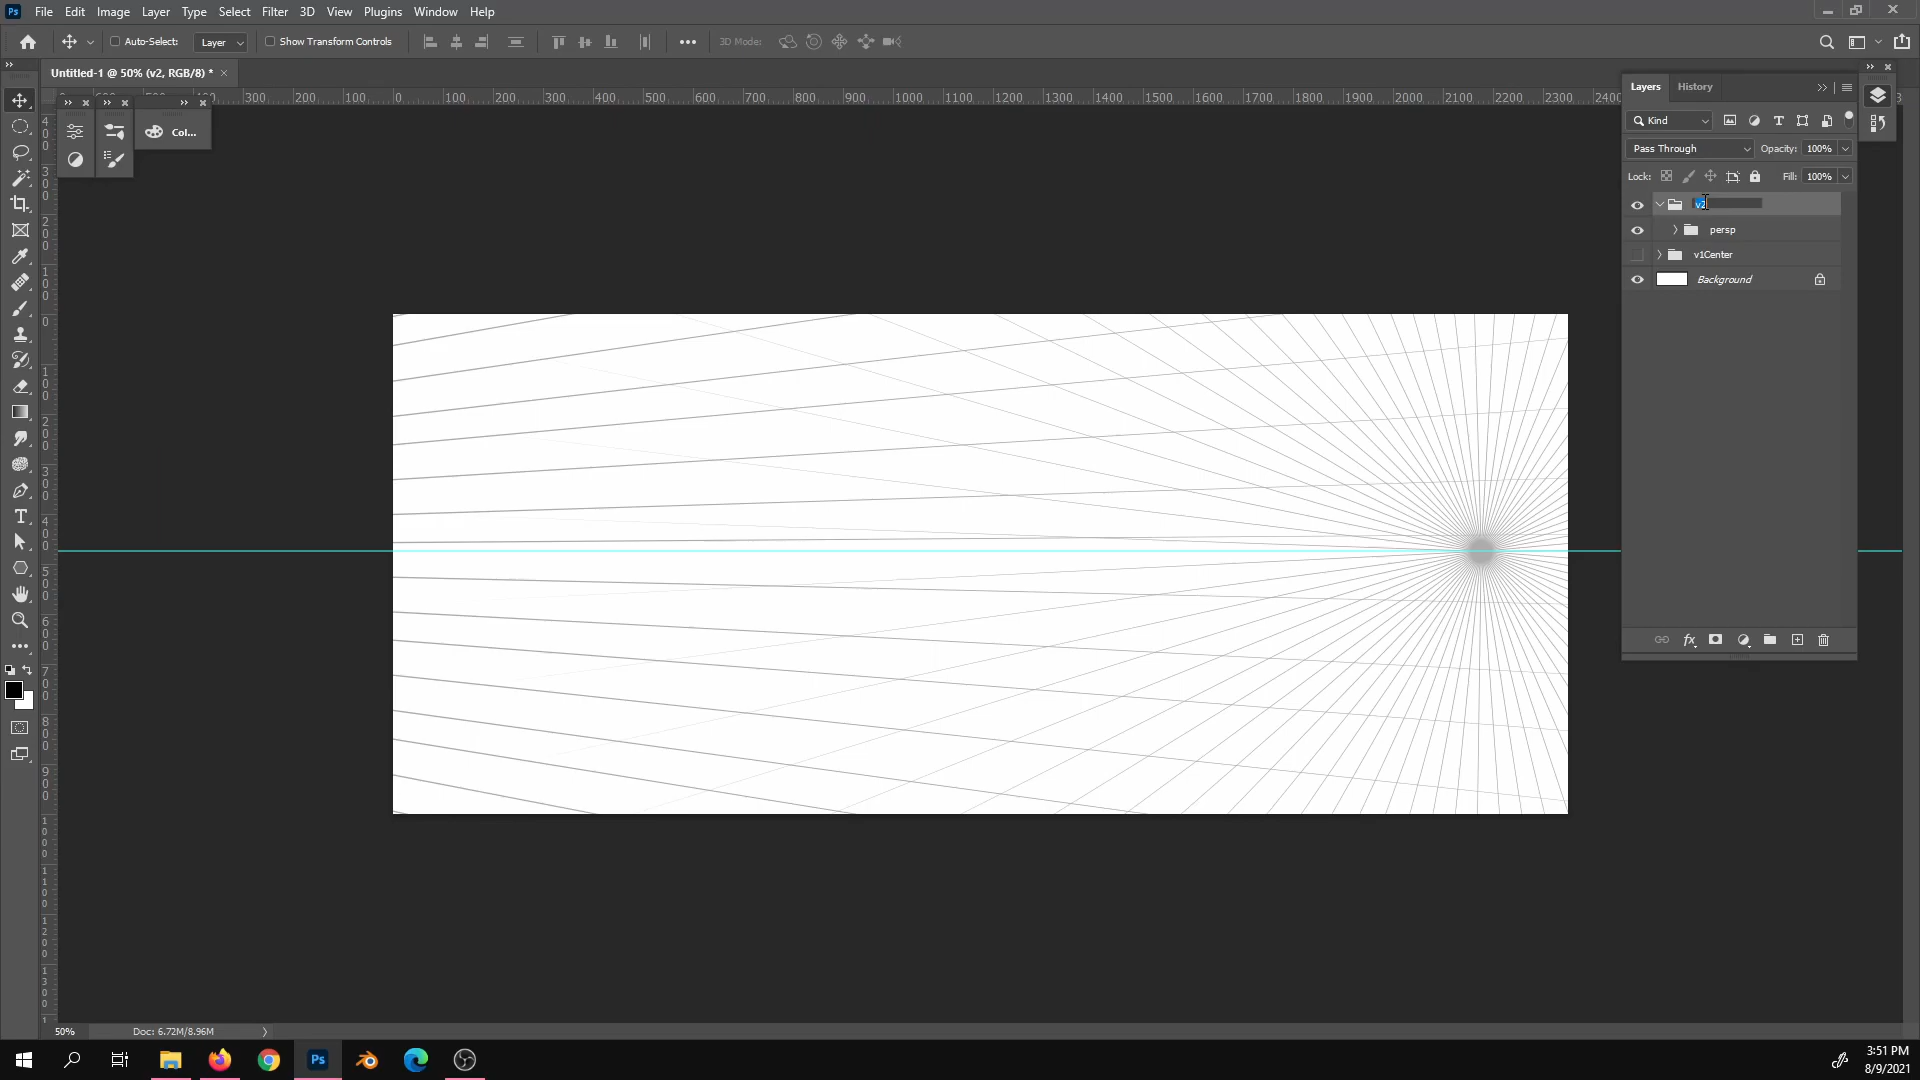 Ps File Edit Image Layer Type Select Filter 3D View Plugins Window Help
Auto-Select: Layer Show Transform Controls 3D Mode:
Untitled-1 @ 50% (v2, RGB/8) *
200 100 0 100 200 300 400 500 600 700 800 900 1000 1100 1200 1300 1400 1500 1600 1700 1800 1900 2000 2100 2200 2300 2400
Col...
Layers History
Kind
Pass Through Opacity: 100%
Lock: Fill: 100%
v2
persp
v1Center
Background
50% Doc: 6.72M/8.96M
Ps
3:51 PM
8/9/2021